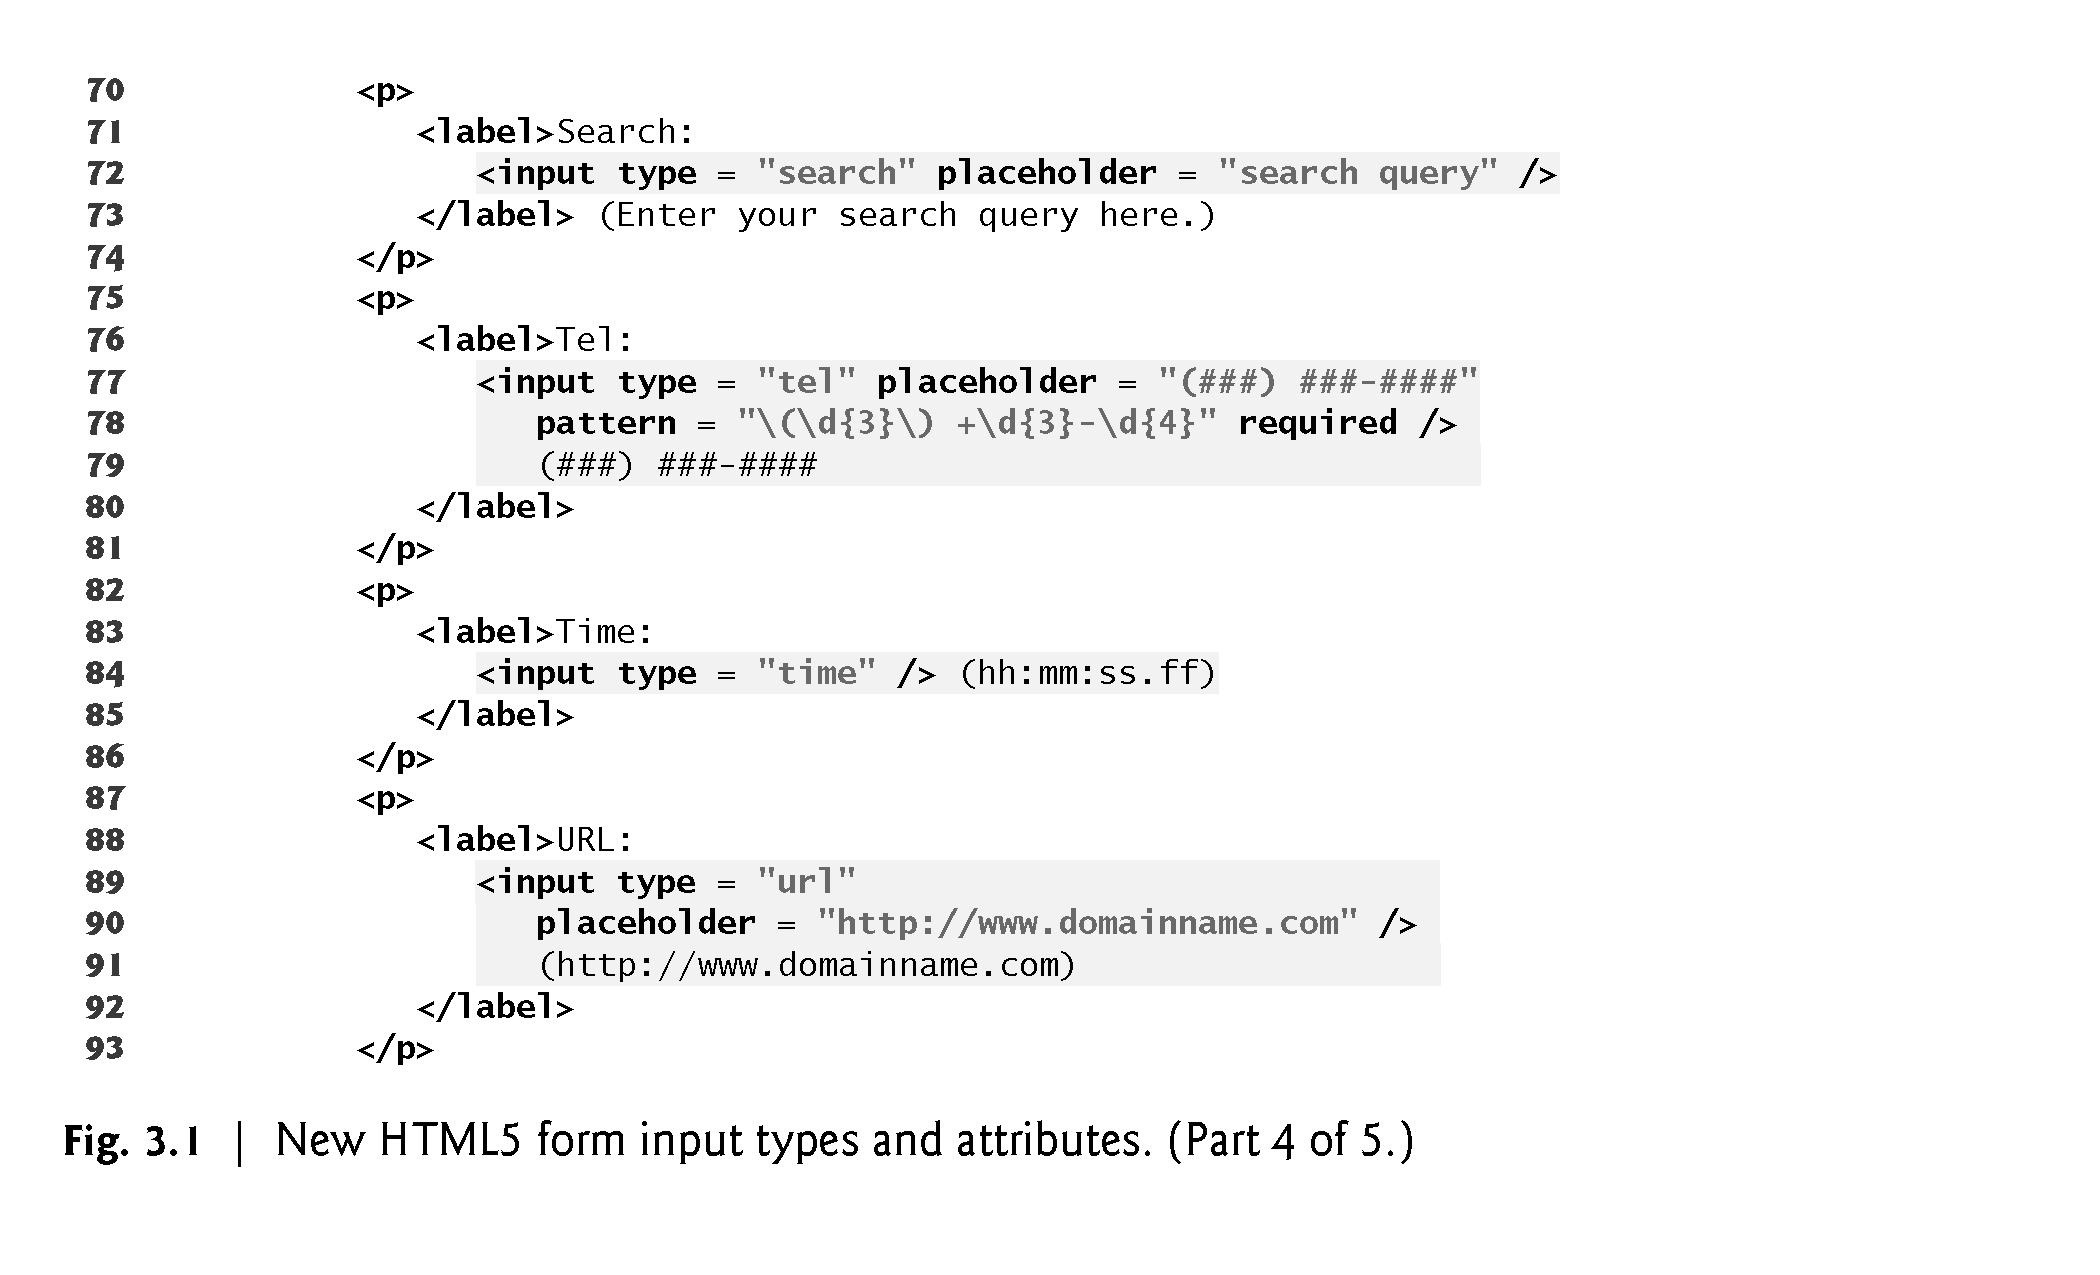 70 <p>
71 <label>Search:
72 <input type = "search" placeholder = "search query" />
73 </label> (Enter your search query here.)
74 </p>
75 <p>
76 <label>Tel:
77 <input type = "tel" placeholder = "(###) ###-####"
78 pattern = "\(\d{3}\) +\d{3}-\d{4}" required />
79 (###) ###-####
80 </label>
81 </p>
82 <p>
83 <label>Time:
84 <input type = "time" /> (hh:mm:ss.ff)
85 </label>
86 </p>
87 <p>
88 <label>URL:
89 <input type = "url"
90 placeholder = "http://www.domainname.com" />
91 (http://www.domainname.com)
92 </label>
93 </p>
Fig. 3.1 | New HTML5 form input types and attributes. (Part 4 of 5.)